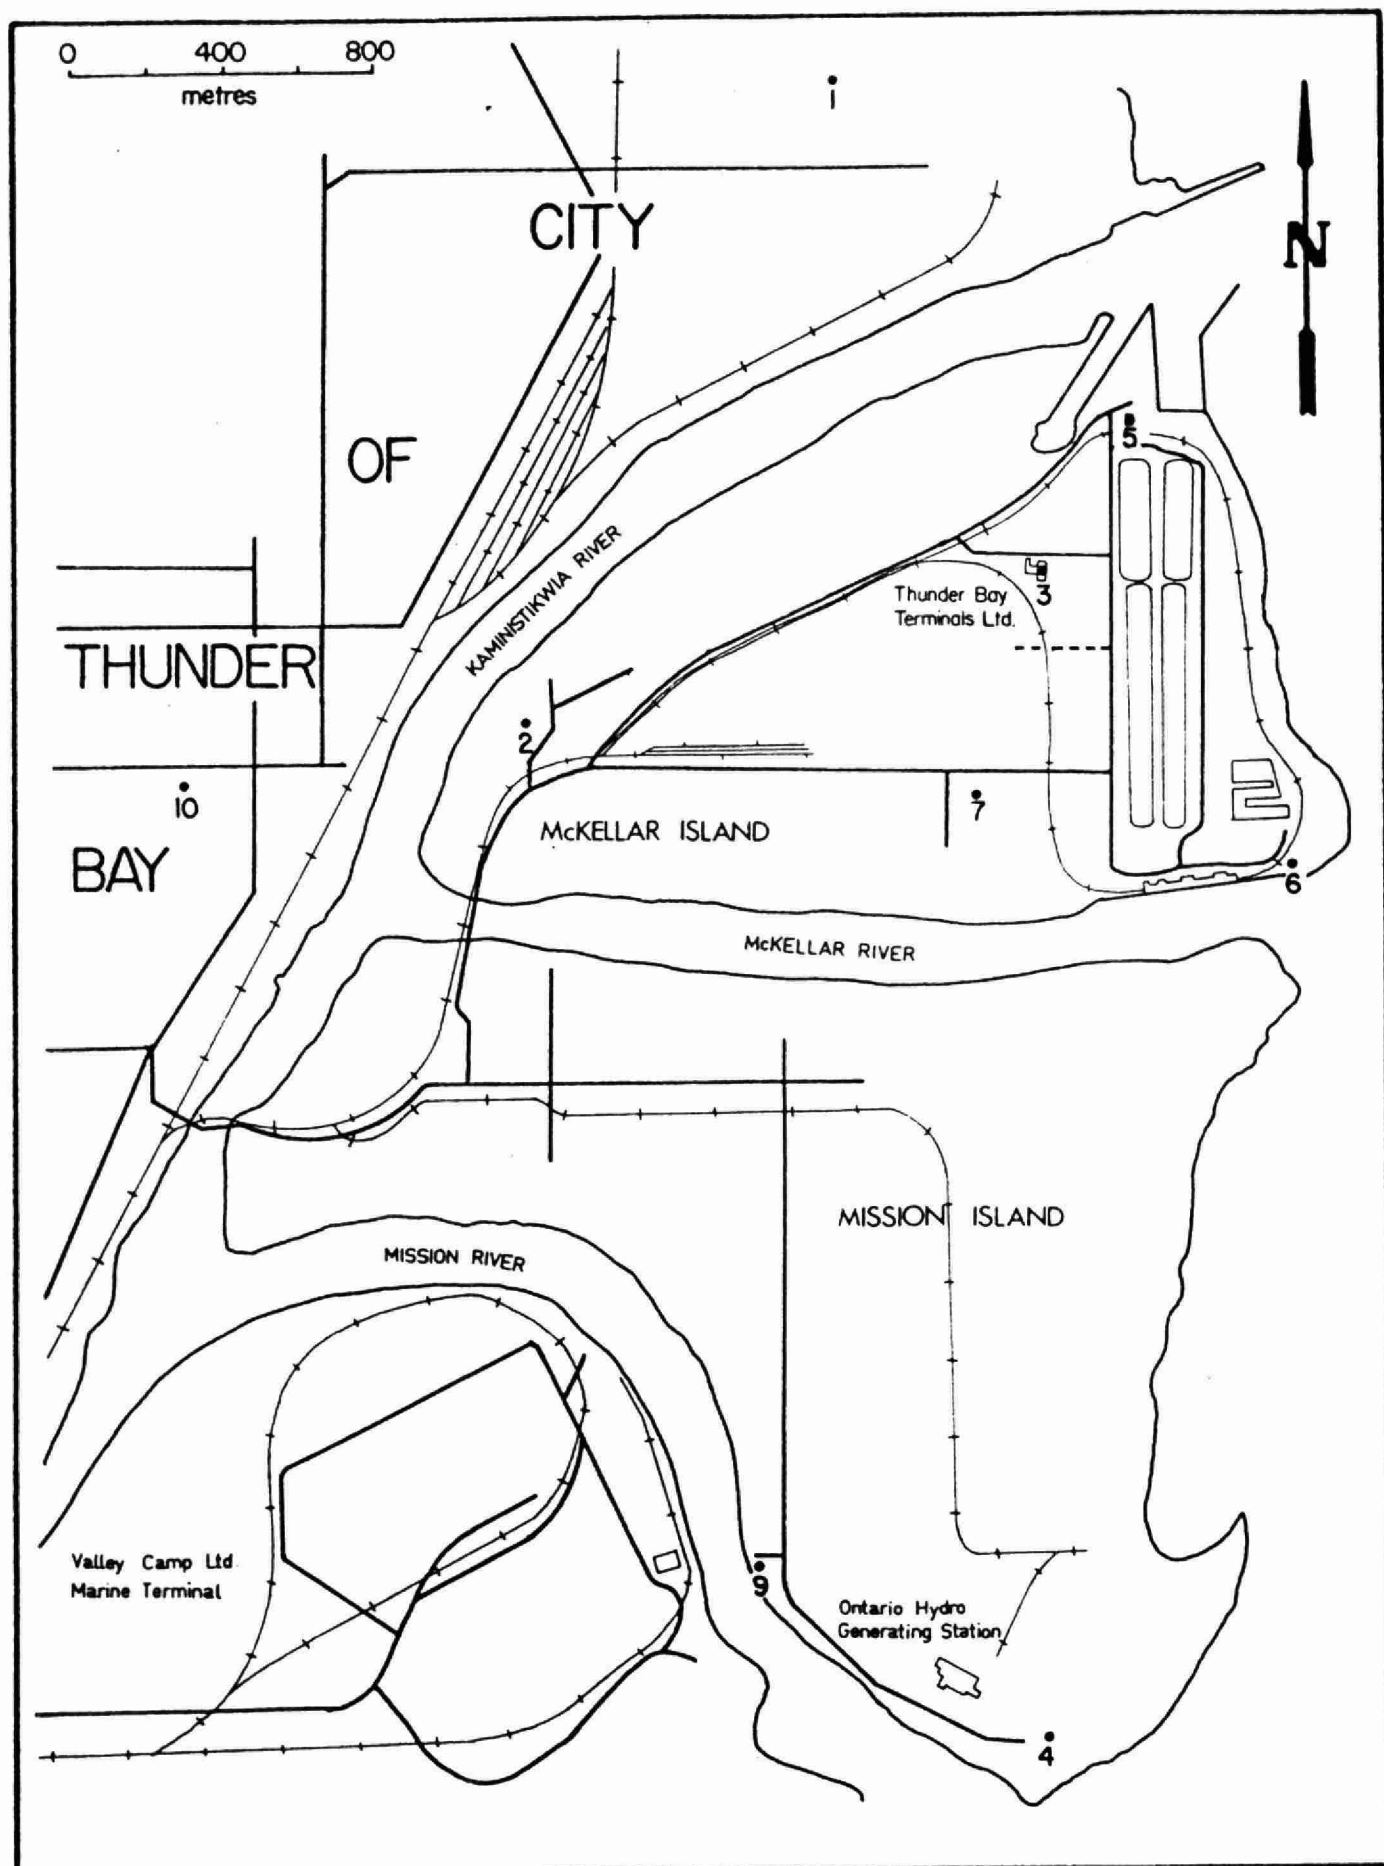 0 400 800
metres
1
N
CITY
OF
5
KAMINISTIKWIA RIVER
Thunder Bay
Terminals Ltd.
3
THUNDER
2
10
7
McKELLAR ISLAND
BAY
6
McKELLAR RIVER
MISSION ISLAND
MISSION RIVER
Valley Camp Ltd
Marine Terminal
9
Ontario Hydro
Generating Station
4